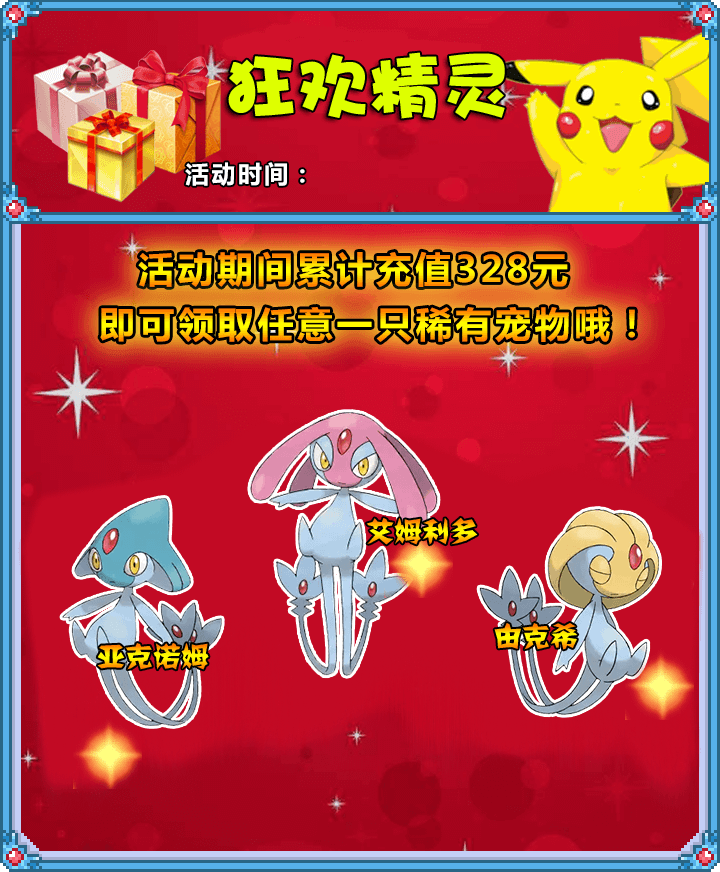 狂欢精灵
活动时间：
活动期间累计充值328元
即可领取任意一只稀有宠物哦！
艾姆利多
由克希
亚克诺姆